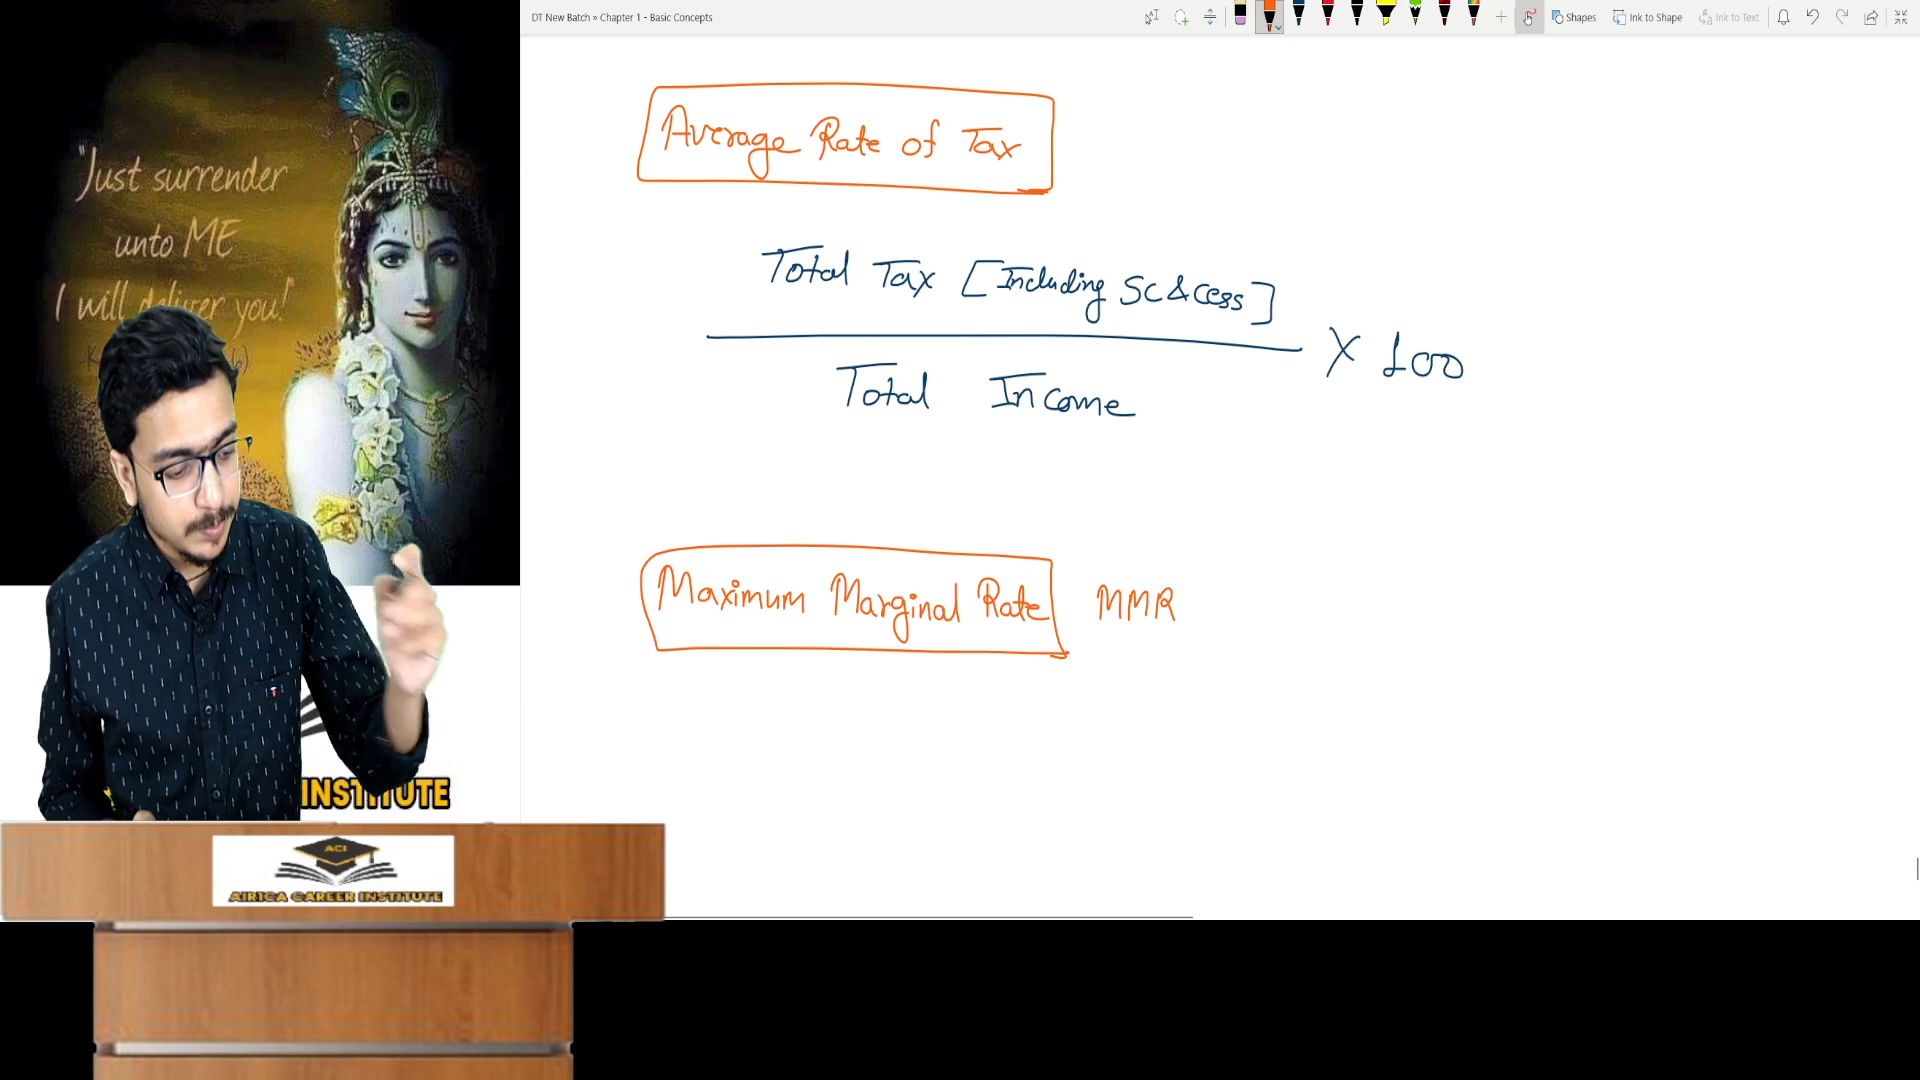 DT New Batch » Chapter 1 - Basic Concepts
Shapes
Ink to Shape
Ink to Text
"Just surrender
unto ME
I will deliver you!"
Average Rate of Tax
Total Tax [Including SC & Cess]
Total Income
X 100
Maximum Marginal Rate MMR
INSTITUTE
ACI
AIRICA CAREER INSTITUTE